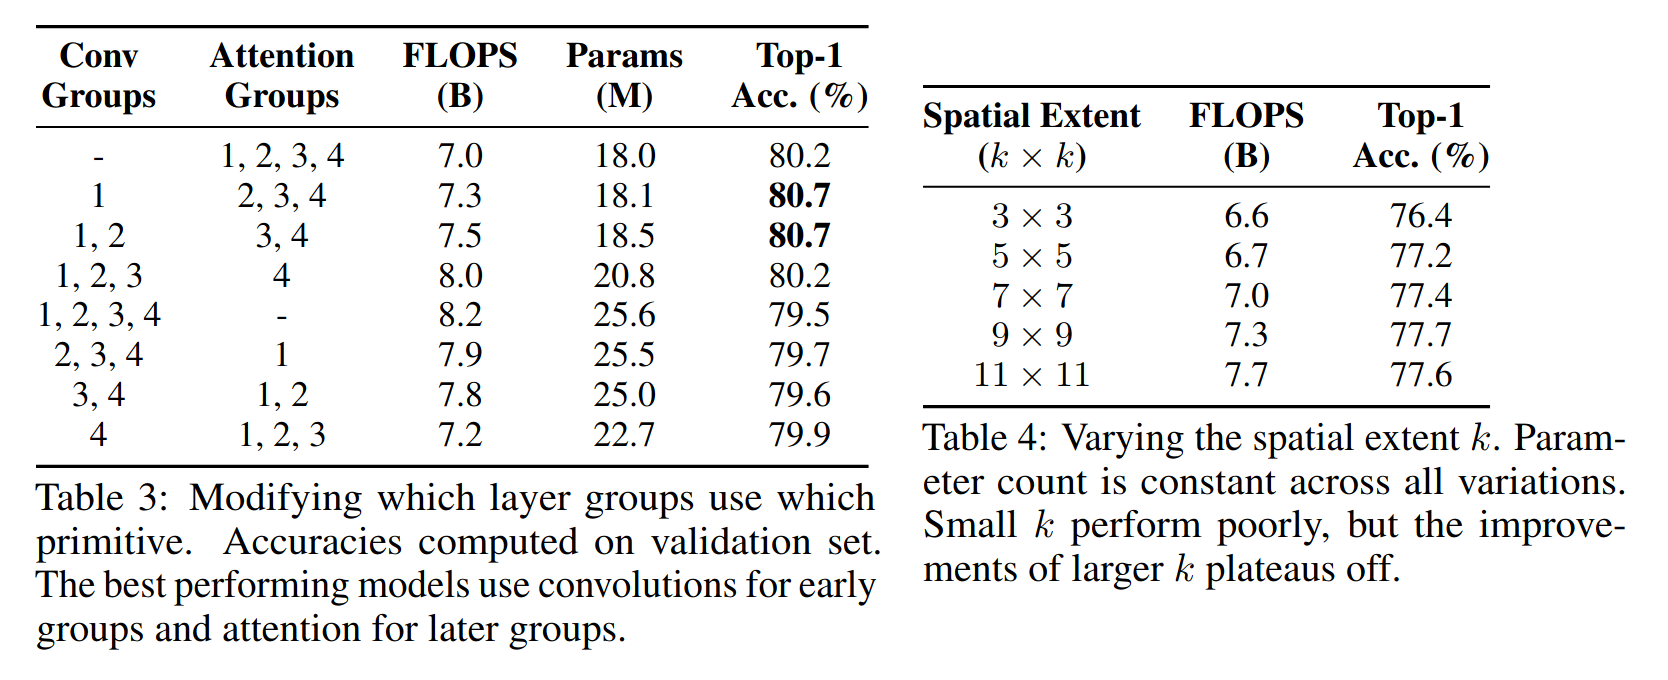 Conv Attention FLOPS Params Top-1
Groups Groups (B) (M) Acc. (%)
- 1, 2, 3, 4 7.0 18.0 80.2
1 2, 3, 4 7.3 18.1 80.7
1, 2 3, 4 7.5 18.5 80.7
1, 2, 3 4 8.0 20.8 80.2
1, 2, 3, 4 - 8.2 25.6 79.5
2, 3, 4 1 7.9 25.5 79.7
3, 4 1, 2 7.8 25.0 79.6
4 1, 2, 3 7.2 22.7 79.9
Table 3: Modifying which layer groups use which
primitive. Accuracies computed on validation set.
The best performing models use convolutions for early
groups and attention for later groups.
Spatial Extent FLOPS Top-1
(k × k) (B) Acc. (%)
3 × 3 6.6 76.4
5 × 5 6.7 77.2
7 × 7 7.0 77.4
9 × 9 7.3 77.7
11 × 11 7.7 77.6
Table 4: Varying the spatial extent k. Param-
eter count is constant across all variations.
Small k perform poorly, but the improve-
ments of larger k plateaus off.